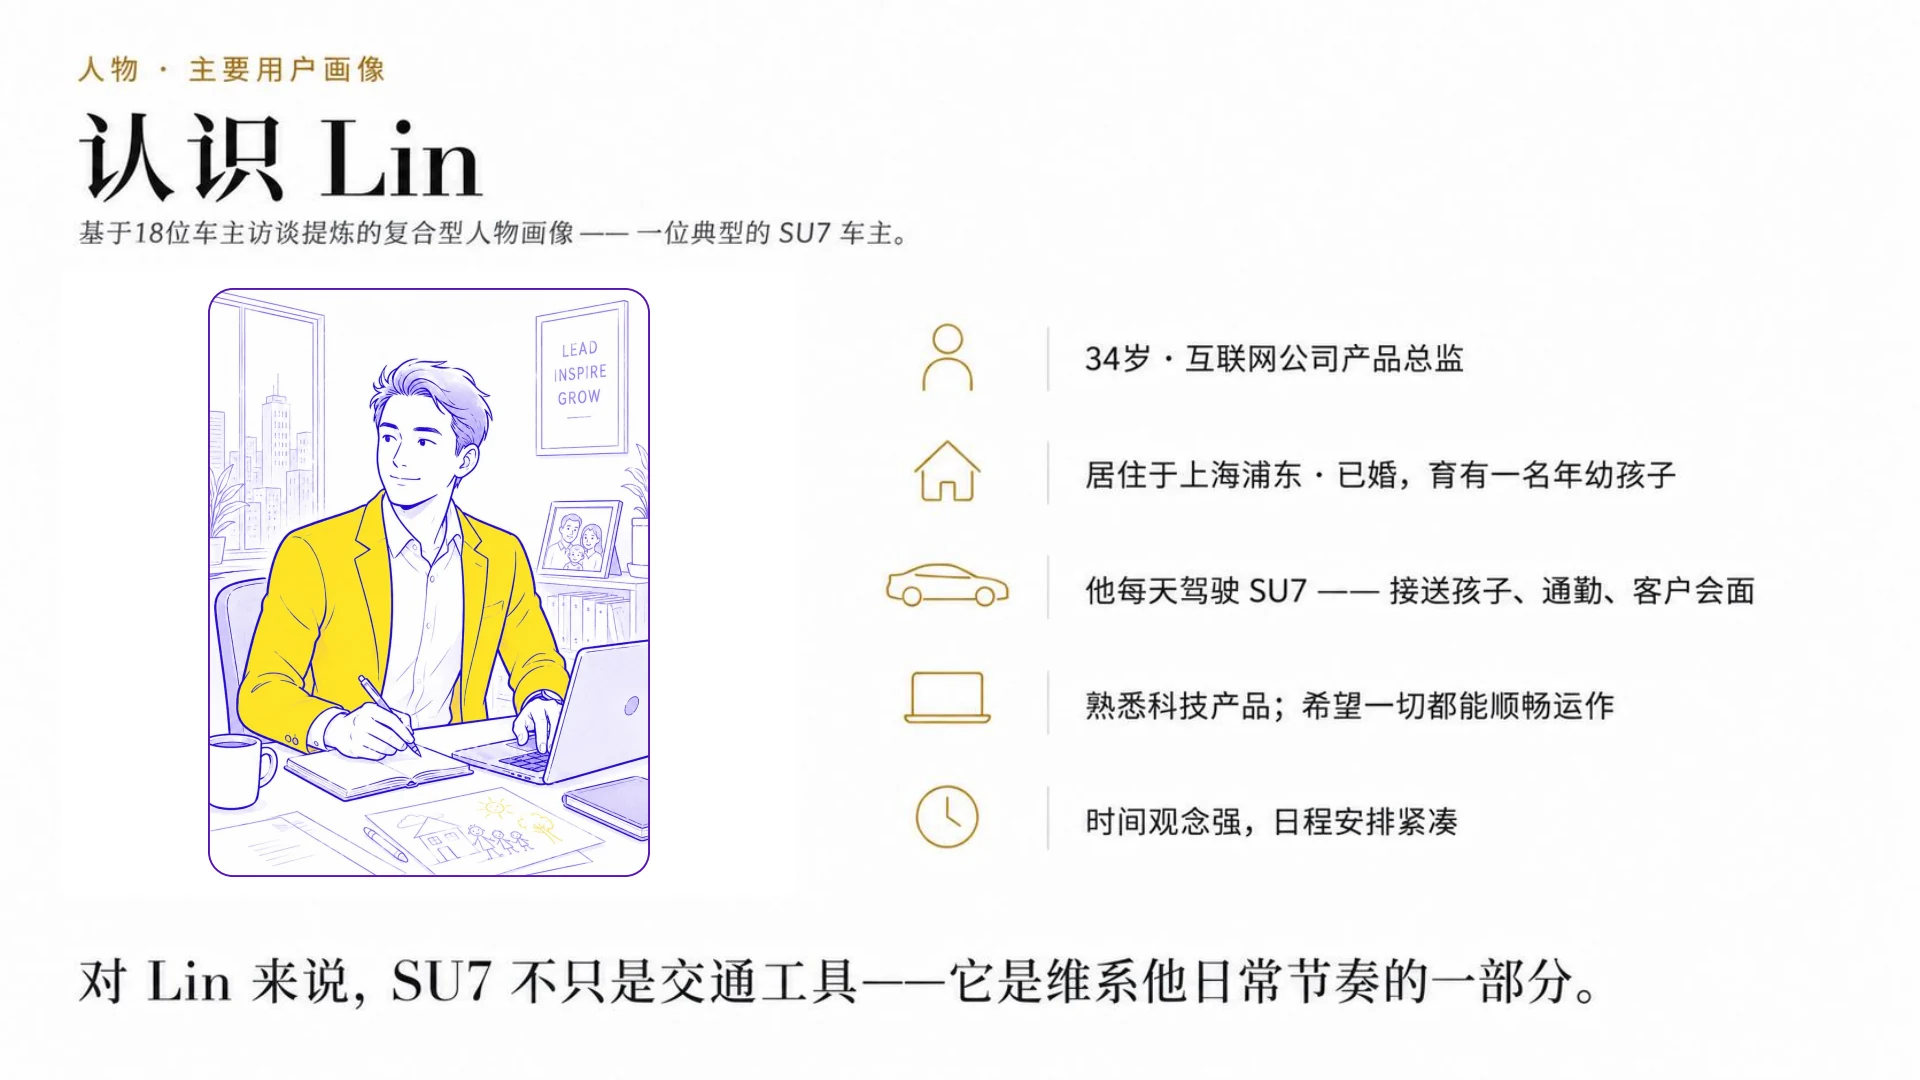 人物 · 主要用户画像
认识 Lin
基于18位车主访谈提炼的复合型人物画像 —— 一位典型的 SU7 车主。
LEAD
INSPIRE
GROW
34岁 · 互联网公司产品总监
居住于上海浦东 · 已婚，育有一名年幼孩子
他每天驾驶 SU7 —— 接送孩子、通勤、客户会面
熟悉科技产品；希望一切都能顺畅运作
时间观念强，日程安排紧凑
对 Lin 来说，SU7 不只是交通工具——它是维系他日常节奏的一部分。